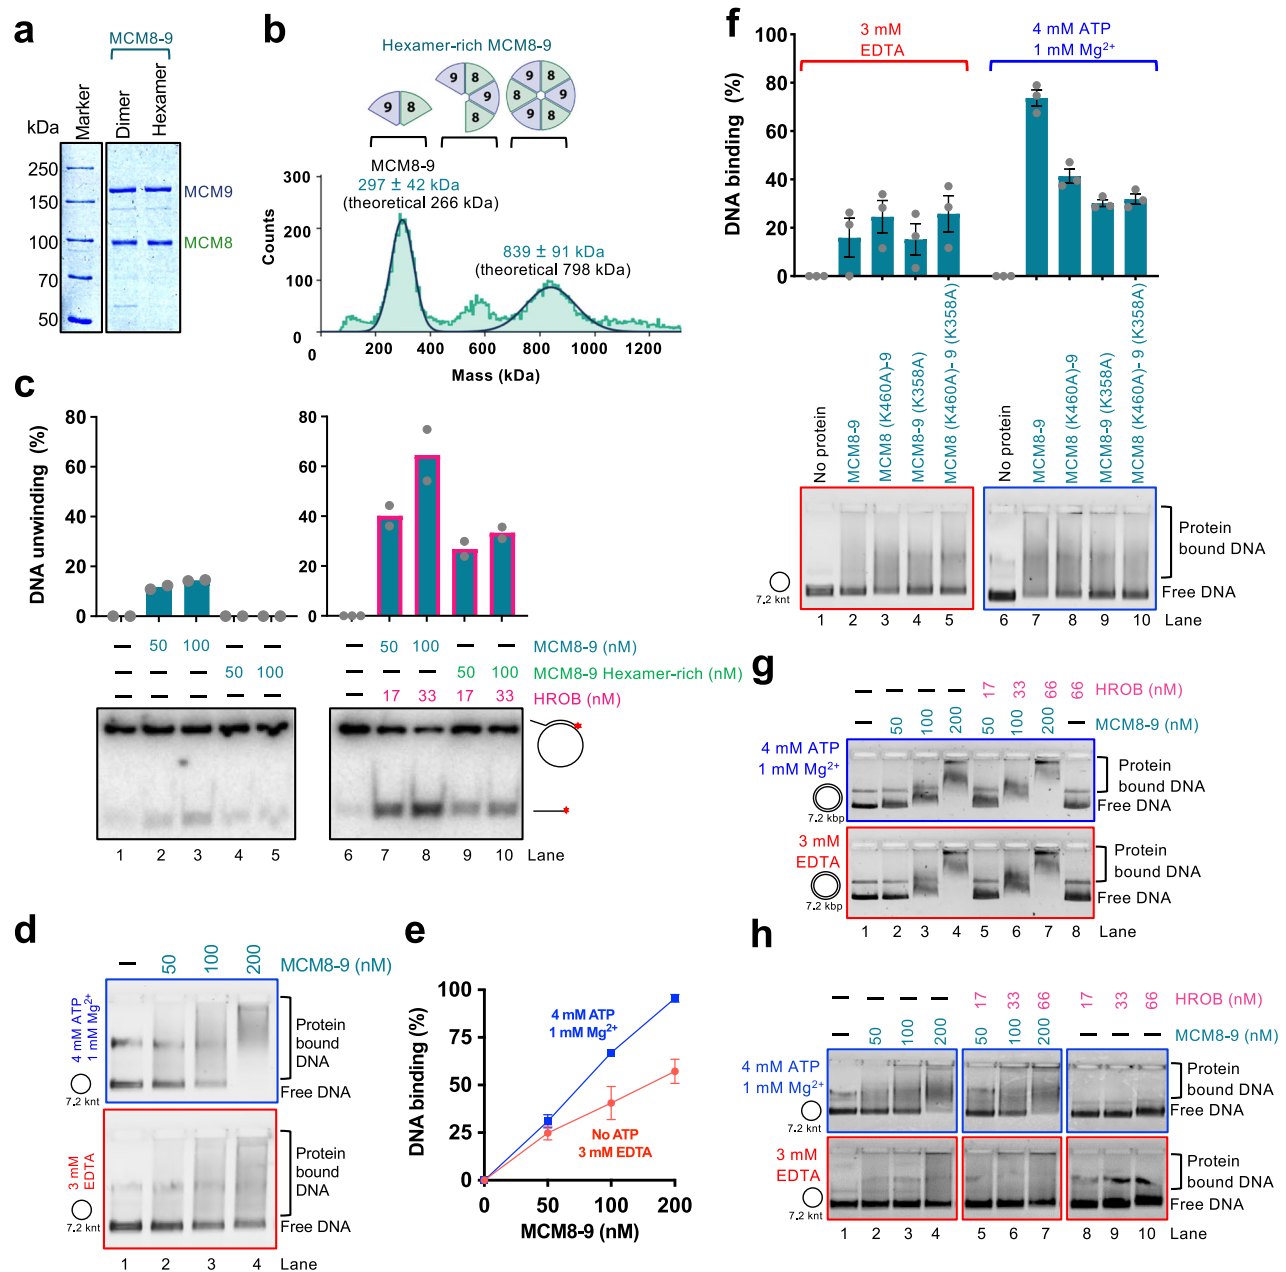 a
MCM8-9
kDa
Marker
Dimer
Hexamer
250
150
100
70
50
MCM9
MCM8
b
Hexamer-rich MCM8-9
9 8
9 8 9 8
9 8 9 8 9 8
MCM8-9
297 ± 42 kDa
(theoretical 266 kDa)
839 ± 91 kDa
(theoretical 798 kDa)
Counts
300
200
100
0
0
200 400 600 800 1000 1200
Mass (kDa)
c
DNA unwinding (%)
80
60
40
20
0
80
60
40
20
0
– 50 100 – – – 50 100 – – MCM8-9 (nM)
– – – 50 100 – – – 50 100 MCM8-9 Hexamer-rich (nM)
– – – – – – 17 33 17 33 HROB (nM)
1 2 3 4 5 6 7 8 9 10 Lane
d
– 50 100 200 MCM8-9 (nM)
4 mM ATP
1 mM Mg2+
7.2 knt
Protein
bound
DNA
Free DNA
3 mM
EDTA
7.2 knt
Protein
bound
DNA
Free DNA
1 2 3 4 Lane
e
DNA binding (%)
100
75
50
25
0
4 mM ATP
1 mM Mg2+
No ATP
3 mM EDTA
0 50 100 200
MCM8-9 (nM)
f
3 mM
EDTA
4 mM ATP
1 mM Mg2+
DNA binding (%)
100
80
60
40
20
0
No protein
MCM8-9
MCM8 (K460A)-9
MCM8-9 (K358A)
MCM8 (K460A)- 9 (K358A)
No protein
MCM8-9
MCM8 (K460A)-9
MCM8-9 (K358A)
MCM8 (K460A)- 9 (K358A)
7.2 knt
Protein
bound DNA
Free DNA
1 2 3 4 5 6 7 8 9 10 Lane
g
– – – – 17 33 66 66 HROB (nM)
– 50 100 200 50 100 200 – MCM8-9 (nM)
4 mM ATP
1 mM Mg2+
7.2 kbp
Protein
bound DNA
Free DNA
3 mM
EDTA
7.2 kbp
Protein
bound DNA
Free DNA
1 2 3 4 5 6 7 8 Lane
h
– – – – 17 33 66 17 33 66 HROB (nM)
– 50 100 200 50 100 200 – – – MCM8-9 (nM)
4 mM ATP
1 mM Mg2+
7.2 knt
Protein
bound DNA
Free DNA
3 mM
EDTA
7.2 knt
Protein
bound DNA
Free DNA
1 2 3 4 5 6 7 8 9 10 Lane